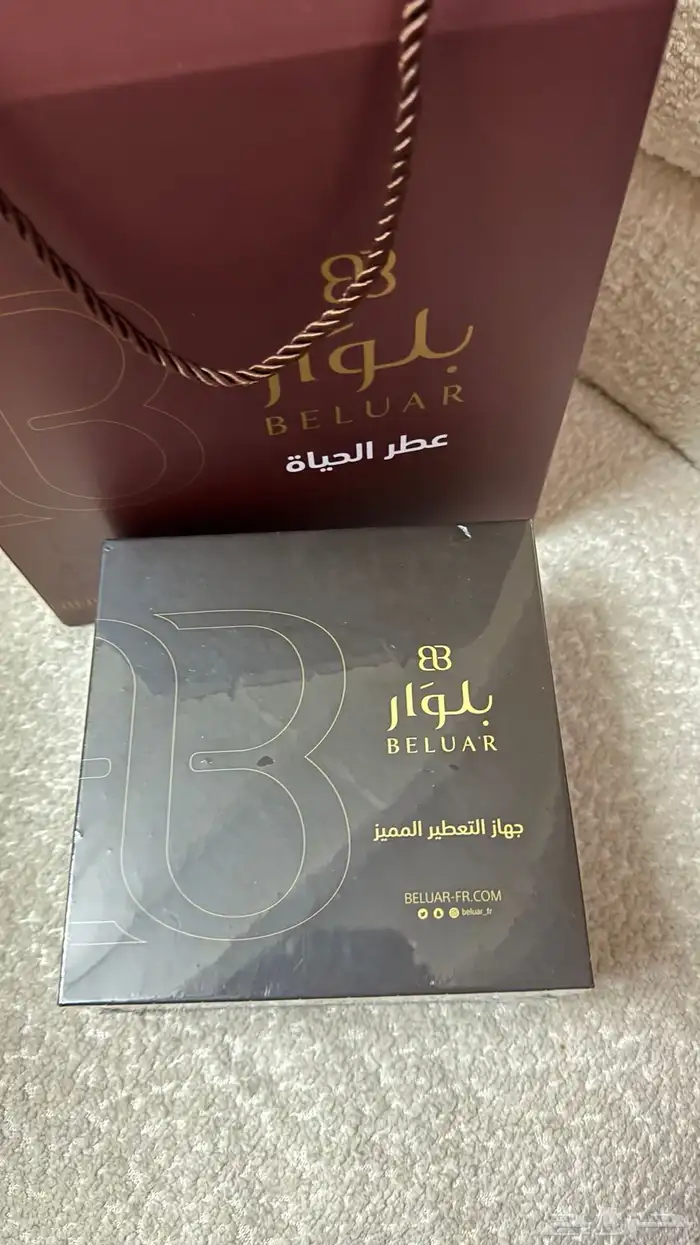 بلوَار
BELUAR
عطر الحياة
بلوَار
BELUAR
جهاز التعطير المميز
BELUAR-FR.COM
beluar_fr